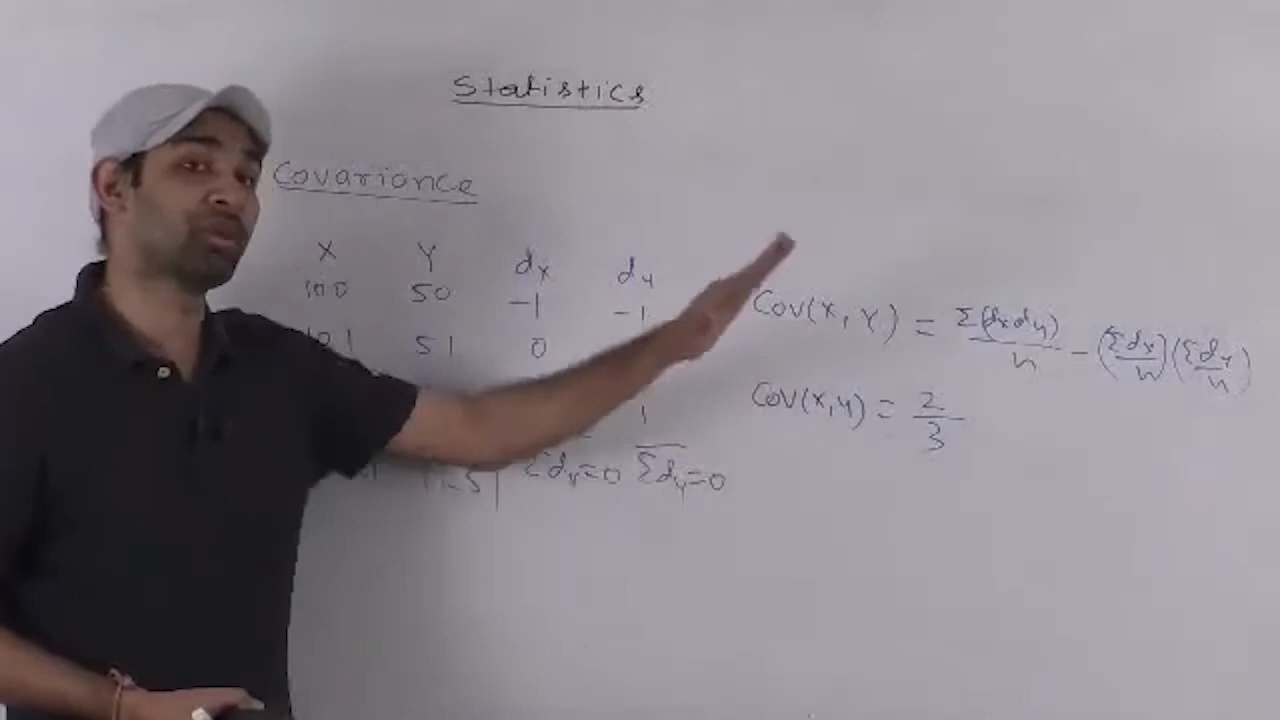 Statistics
Covariance
X Y dx dy
100 50 -1 -1
51 0
1
Σdx=0 Σdy=0
Cov(X, Y) = Σ(dxdy)/n - (Σdx/n)(Σdy/n)
Cov(x,y) = 2/3